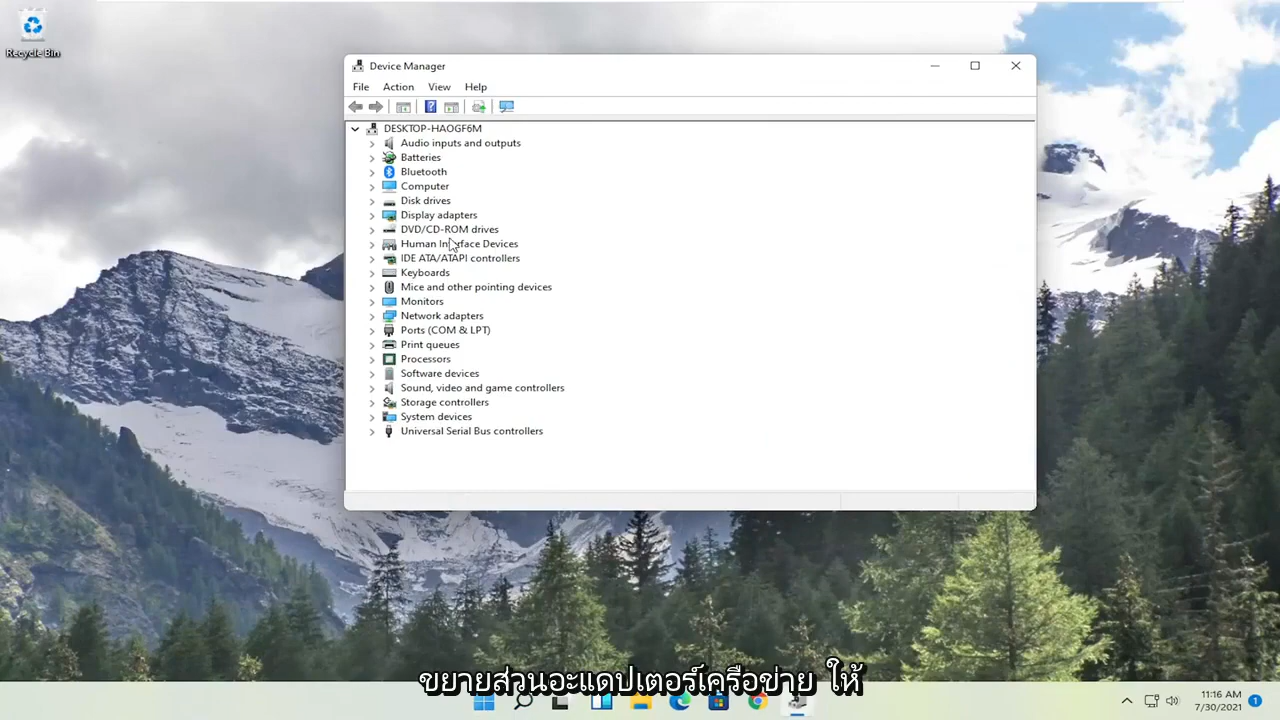 Recycle Bin
Device Manager
File Action View Help
DESKTOP-HAOGF6M
Audio inputs and outputs
Batteries
Bluetooth
Computer
Disk drives
Display adapters
DVD/CD-ROM drives
Human Interface Devices
IDE ATA/ATAPI controllers
Keyboards
Mice and other pointing devices
Monitors
Network adapters
Ports (COM & LPT)
Print queues
Processors
Software devices
Sound, video and game controllers
Storage controllers
System devices
Universal Serial Bus controllers
ขยายส่วนอะแดปเตอร์เครือข่าย ให้
11:16 AM
7/30/2021
1